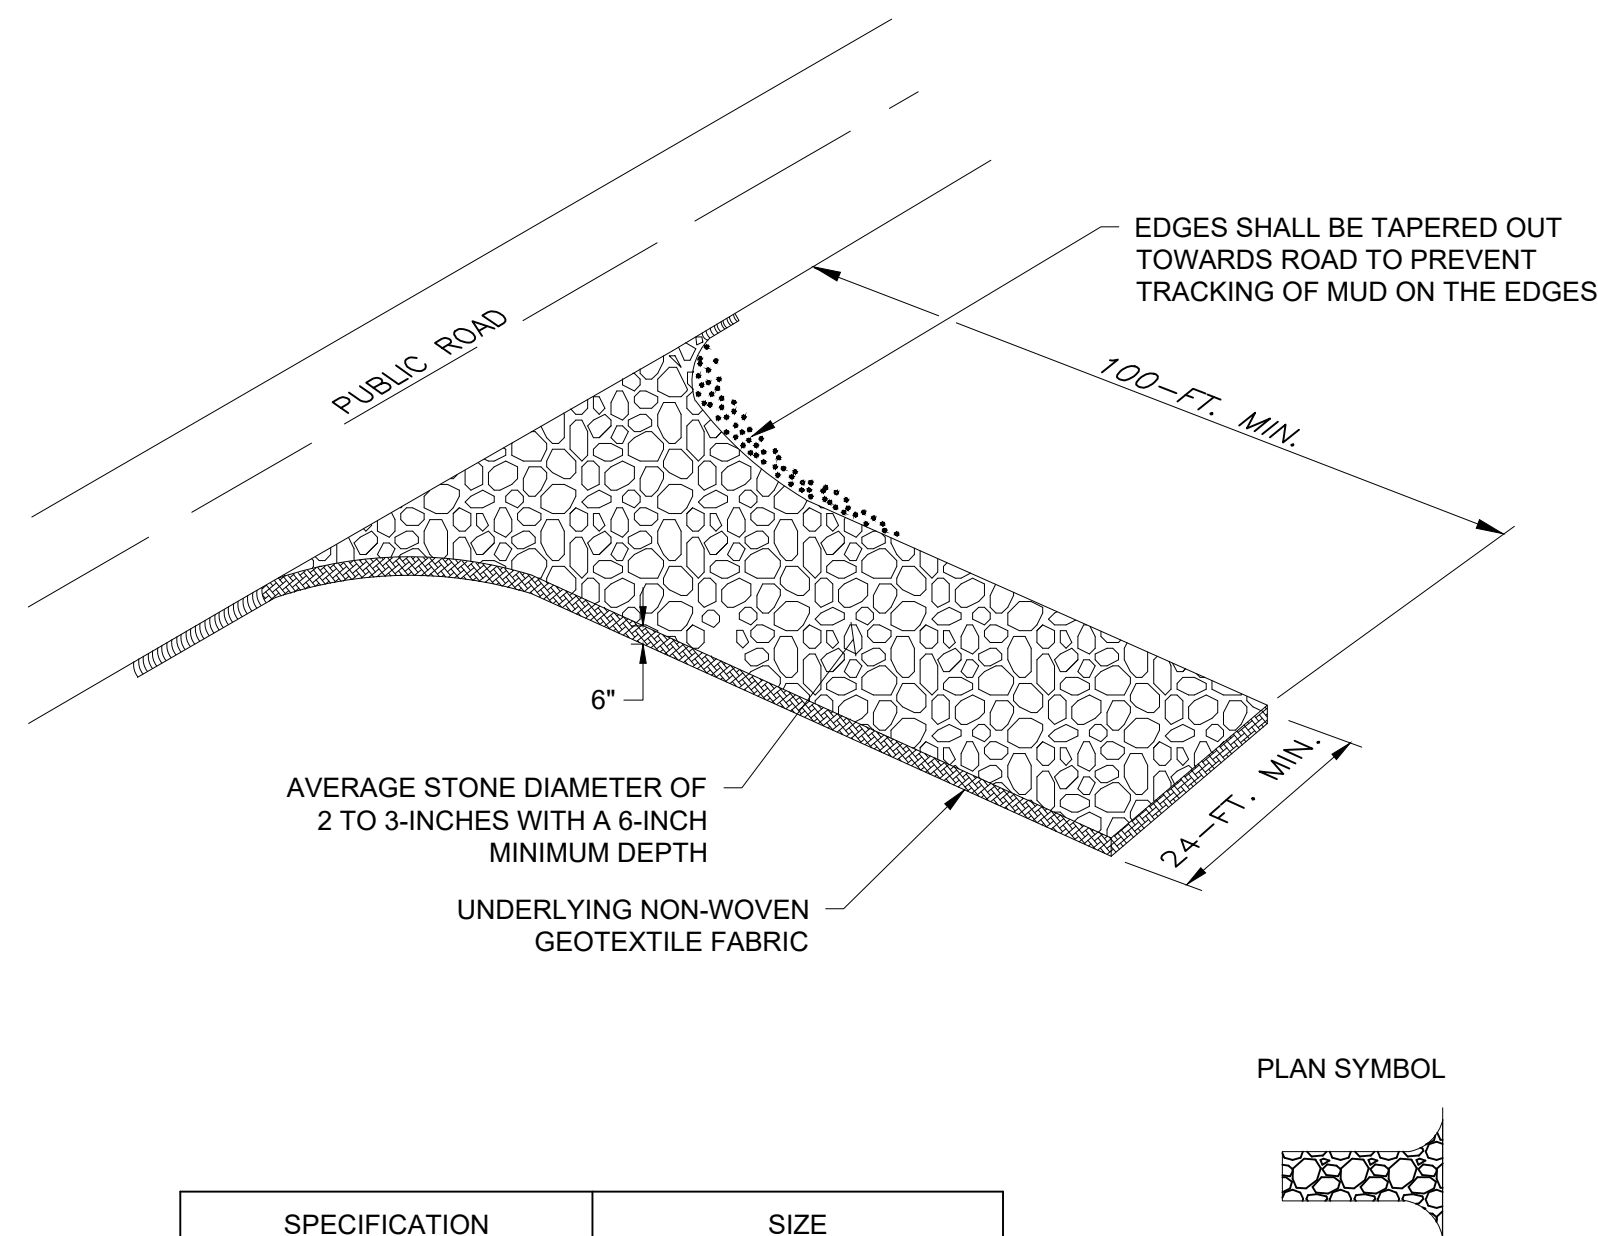 EDGES SHALL BE TAPERED OUT
TOWARDS ROAD TO PREVENT
TRACKING OF MUD ON THE EDGES
PUBLIC ROAD
100-FT. MIN.
6"
24-FT. MIN.
AVERAGE STONE DIAMETER OF
2 TO 3-INCHES WITH A 6-INCH
MINIMUM DEPTH
UNDERLYING NON-WOVEN
GEOTEXTILE FABRIC
PLAN SYMBOL
SPECIFICATION SIZE